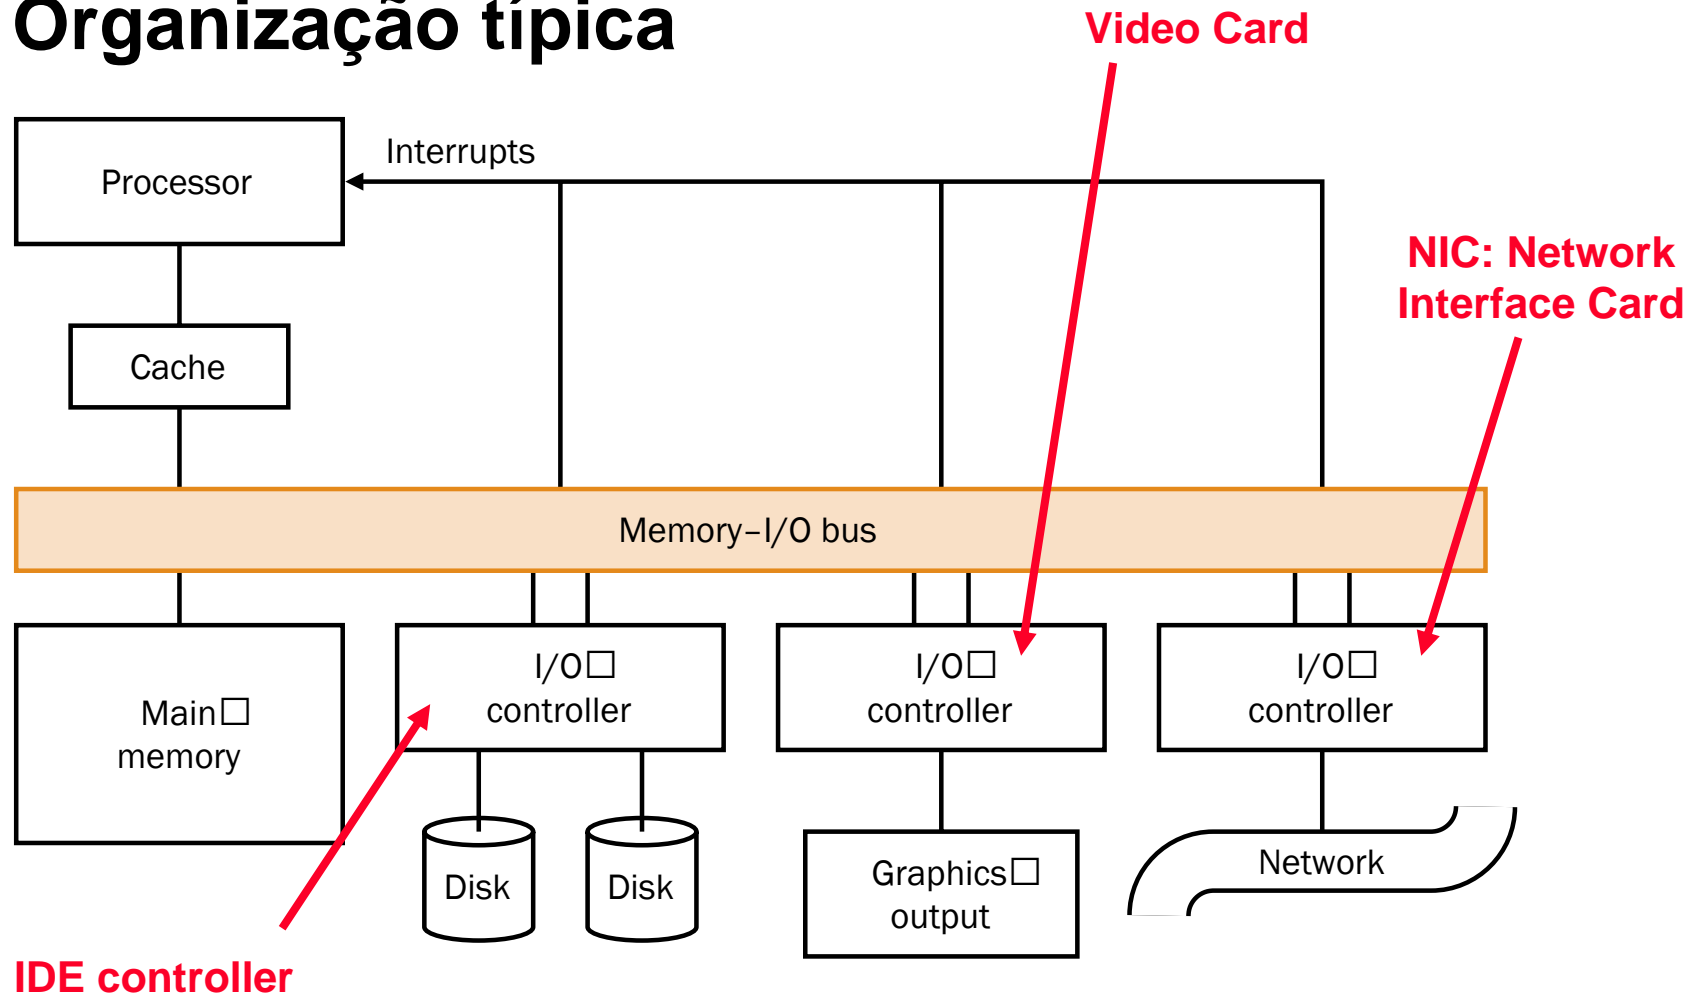 Organização típica
Video Card
Interrupts
Processor
NIC: Network
Interface Card
Cache
Memory–I/O bus
Main□
memory
I/O□
controller
I/O□
controller
I/O□
controller
Disk
Disk
Graphics□
output
Network
IDE controller